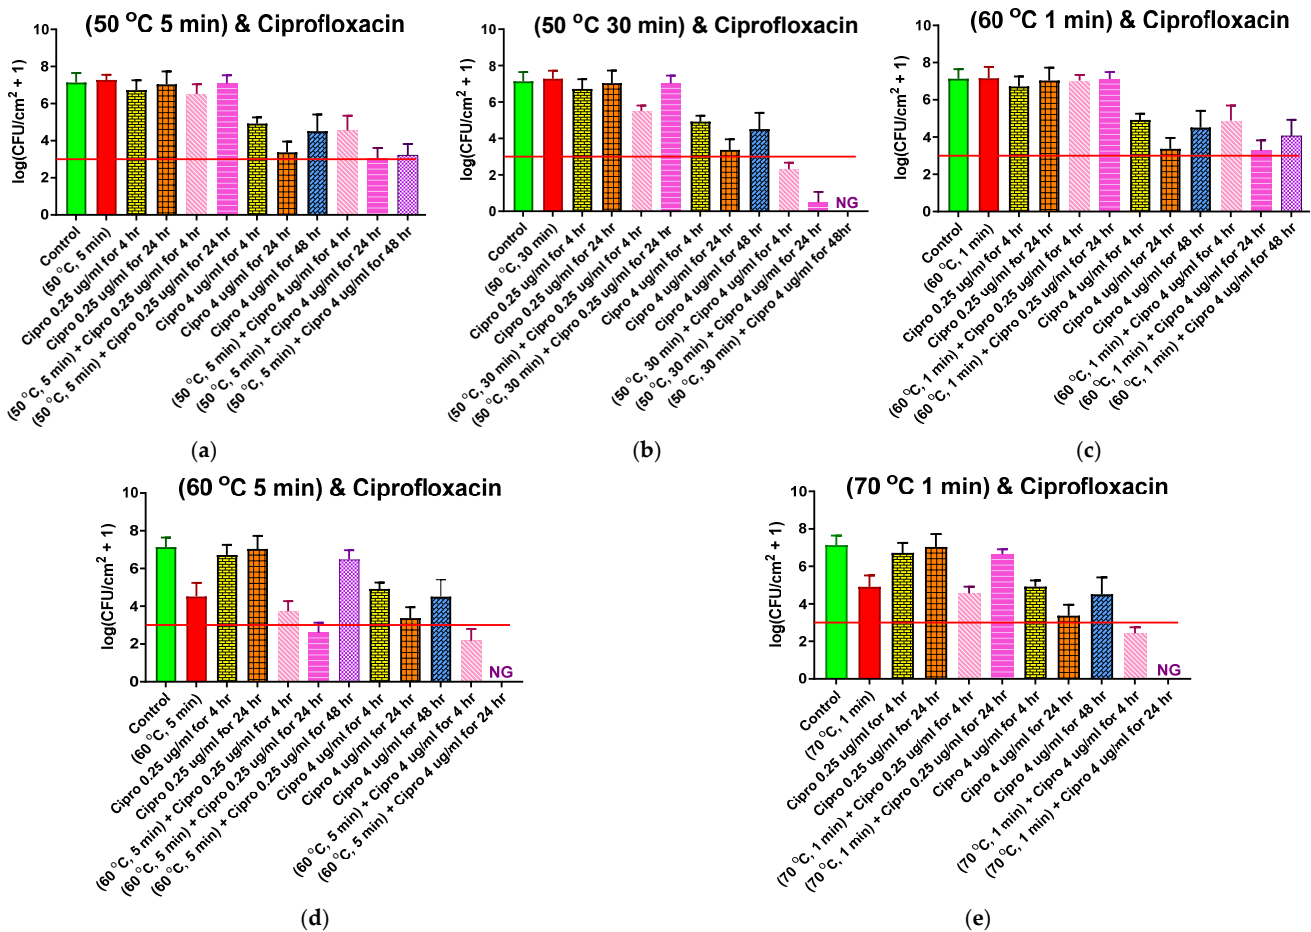 (50 °C 5 min) & Ciprofloxacin
log(CFU/cm² + 1)
10
8
6
4
2
0
Control
(50 °C, 5 min)
Cipro 0.25 ug/ml for 4 hr
Cipro 0.25 ug/ml for 24 hr
(50 °C, 5 min) + Cipro 0.25 ug/ml for 4 hr
(50 °C, 5 min) + Cipro 0.25 ug/ml for 24 hr
Cipro 4 ug/ml for 4 hr
Cipro 4 ug/ml for 24 hr
Cipro 4 ug/ml for 48 hr
(50 °C, 5 min) + Cipro 4 ug/ml for 4 hr
(50 °C, 5 min) + Cipro 4 ug/ml for 24 hr
(50 °C, 5 min) + Cipro 4 ug/ml for 48 hr
(a)
(50 °C 30 min) & Ciprofloxacin
log(CFU/cm² + 1)
10
8
6
4
2
0
NG
Control
(50 °C, 30 min)
Cipro 0.25 ug/ml for 4 hr
Cipro 0.25 ug/ml for 24 hr
(50 °C, 30 min) + Cipro 0.25 ug/ml for 4 hr
(50 °C, 30 min) + Cipro 0.25 ug/ml for 24 hr
Cipro 4 ug/ml for 4 hr
Cipro 4 ug/ml for 24 hr
Cipro 4 ug/ml for 48 hr
(50 °C, 30 min) + Cipro 4 ug/ml for 4 hr
(50 °C, 30 min) + Cipro 4 ug/ml for 24 hr
(50 °C, 30 min) + Cipro 4 ug/ml for 48hr
(b)
(60 °C 1 min) & Ciprofloxacin
log(CFU/cm² + 1)
10
8
6
4
2
0
Control
(60 °C, 1 min)
Cipro 0.25 ug/ml for 4 hr
Cipro 0.25 ug/ml for 24 hr
(60 °C, 1 min) + Cipro 0.25 ug/ml for 4 hr
(60 °C, 1 min) + Cipro 0.25 ug/ml for 24 hr
Cipro 4 ug/ml for 4 hr
Cipro 4 ug/ml for 24 hr
Cipro 4 ug/ml for 48 hr
(60 °C, 1 min) + Cipro 4 ug/ml for 4 hr
(60 °C, 1 min) + Cipro 4 ug/ml for 24 hr
(60 °C, 1 min) + Cipro 4 ug/ml for 48 hr
(c)
(60 °C 5 min) & Ciprofloxacin
log(CFU/cm² + 1)
10
8
6
4
2
0
NG
Control
(60 °C, 5 min)
Cipro 0.25 ug/ml for 4 hr
Cipro 0.25 ug/ml for 24 hr
(60 °C, 5 min) + Cipro 0.25 ug/ml for 4 hr
(60 °C, 5 min) + Cipro 0.25 ug/ml for 24 hr
(60 °C, 5 min) + Cipro 0.25 ug/ml for 48 hr
Cipro 4 ug/ml for 4 hr
Cipro 4 ug/ml for 24 hr
Cipro 4 ug/ml for 48 hr
(60 °C, 5 min) + Cipro 4 ug/ml for 4 hr
(60 °C, 5 min) + Cipro 4 ug/ml for 24 hr
(d)
(70 °C 1 min) & Ciprofloxacin
log(CFU/cm² + 1)
10
8
6
4
2
0
NG
Control
(70 °C, 1 min)
Cipro 0.25 ug/ml for 4 hr
Cipro 0.25 ug/ml for 24 hr
(70 °C, 1 min) + Cipro 0.25 ug/ml for 4 hr
(70 °C, 1 min) + Cipro 0.25 ug/ml for 24 hr
Cipro 4 ug/ml for 4 hr
Cipro 4 ug/ml for 24 hr
Cipro 4 ug/ml for 48 hr
(70 °C, 1 min) + Cipro 4 ug/ml for 4 hr
(70 °C, 1 min) + Cipro 4 ug/ml for 24 hr
(e)